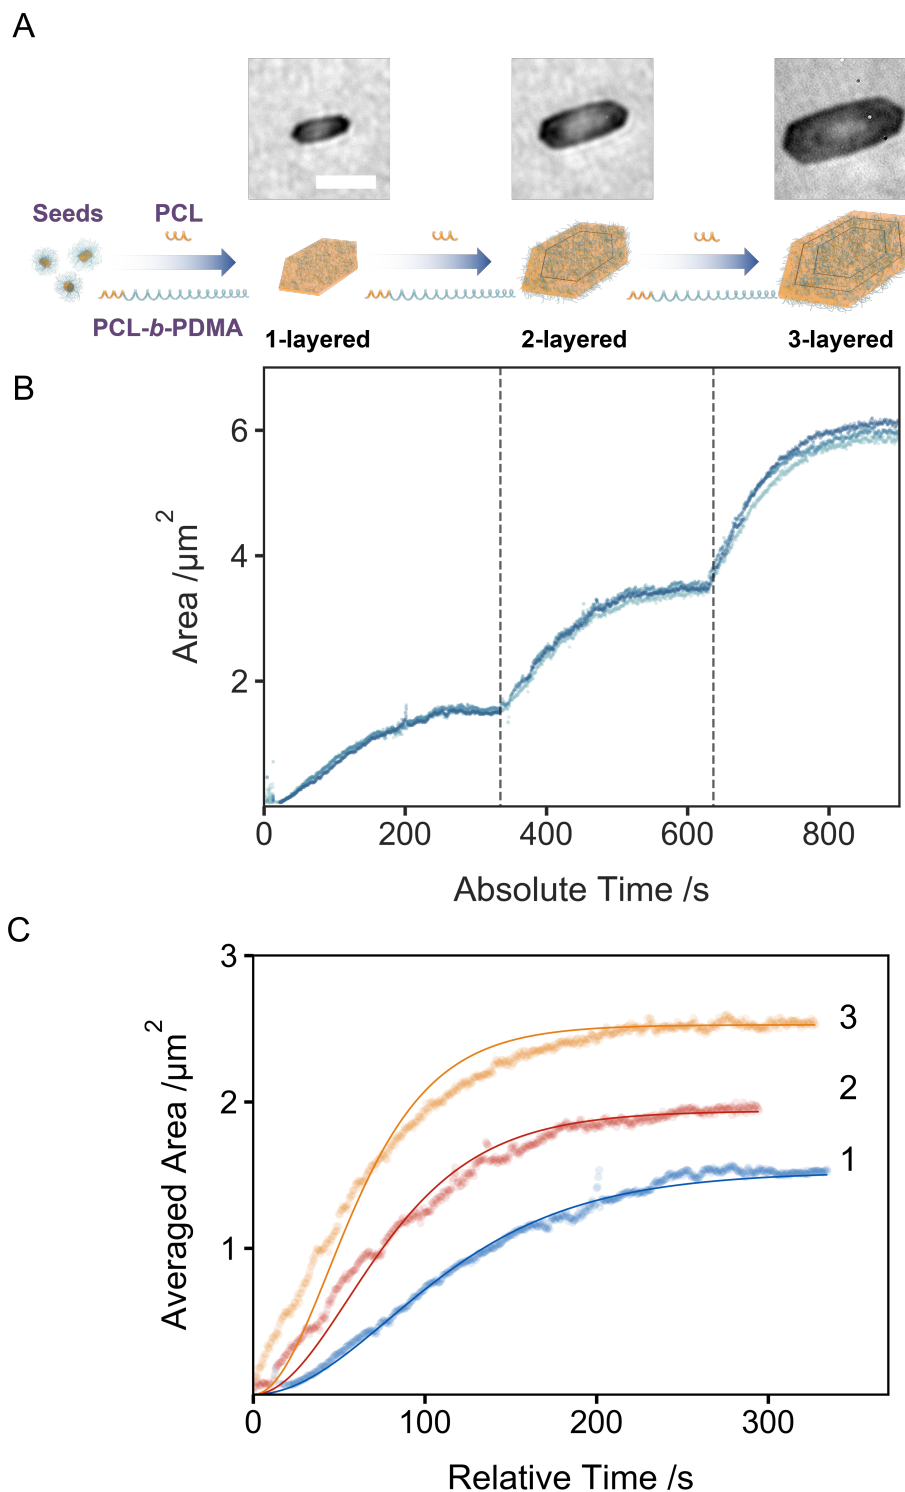 A
Seeds
PCL
PCL-b-PDMA
1-layered
2-layered
3-layered
B
6
4
2
Area /µm²
0
200
400
600
800
Absolute Time /s
C
3
2
1
Averaged Area /µm²
3
2
1
0
100
200
300
Relative Time /s